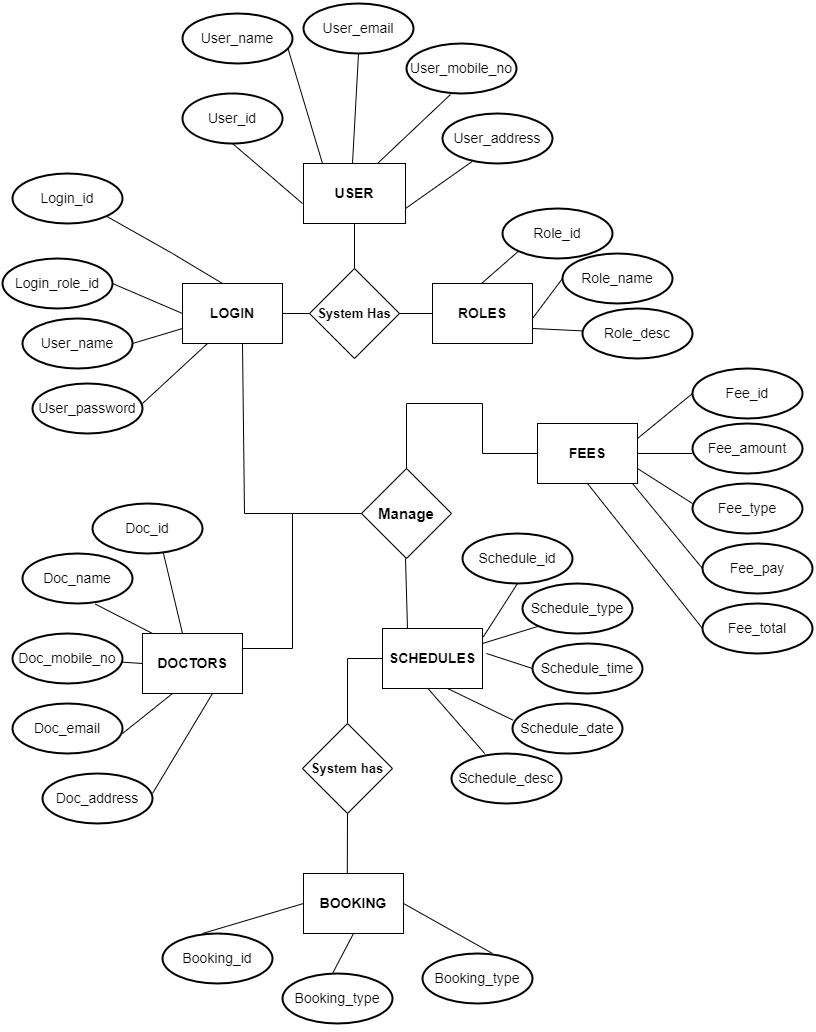 User_name
User_email
User_mobile_no
User_id
User_address
USER
Login_id
Role_id
Login_role_id
LOGIN
System Has
ROLES
Role_name
User_name
Role_desc
User_password
Fee_id
FEES
Fee_amount
Manage
Fee_type
Doc_id
Schedule_id
Fee_pay
Doc_name
Schedule_type
Fee_total
Doc_mobile_no
DOCTORS
SCHEDULES
Schedule_time
Doc_email
Schedule_date
System has
Schedule_desc
Doc_address
BOOKING
Booking_id
Booking_type
Booking_type